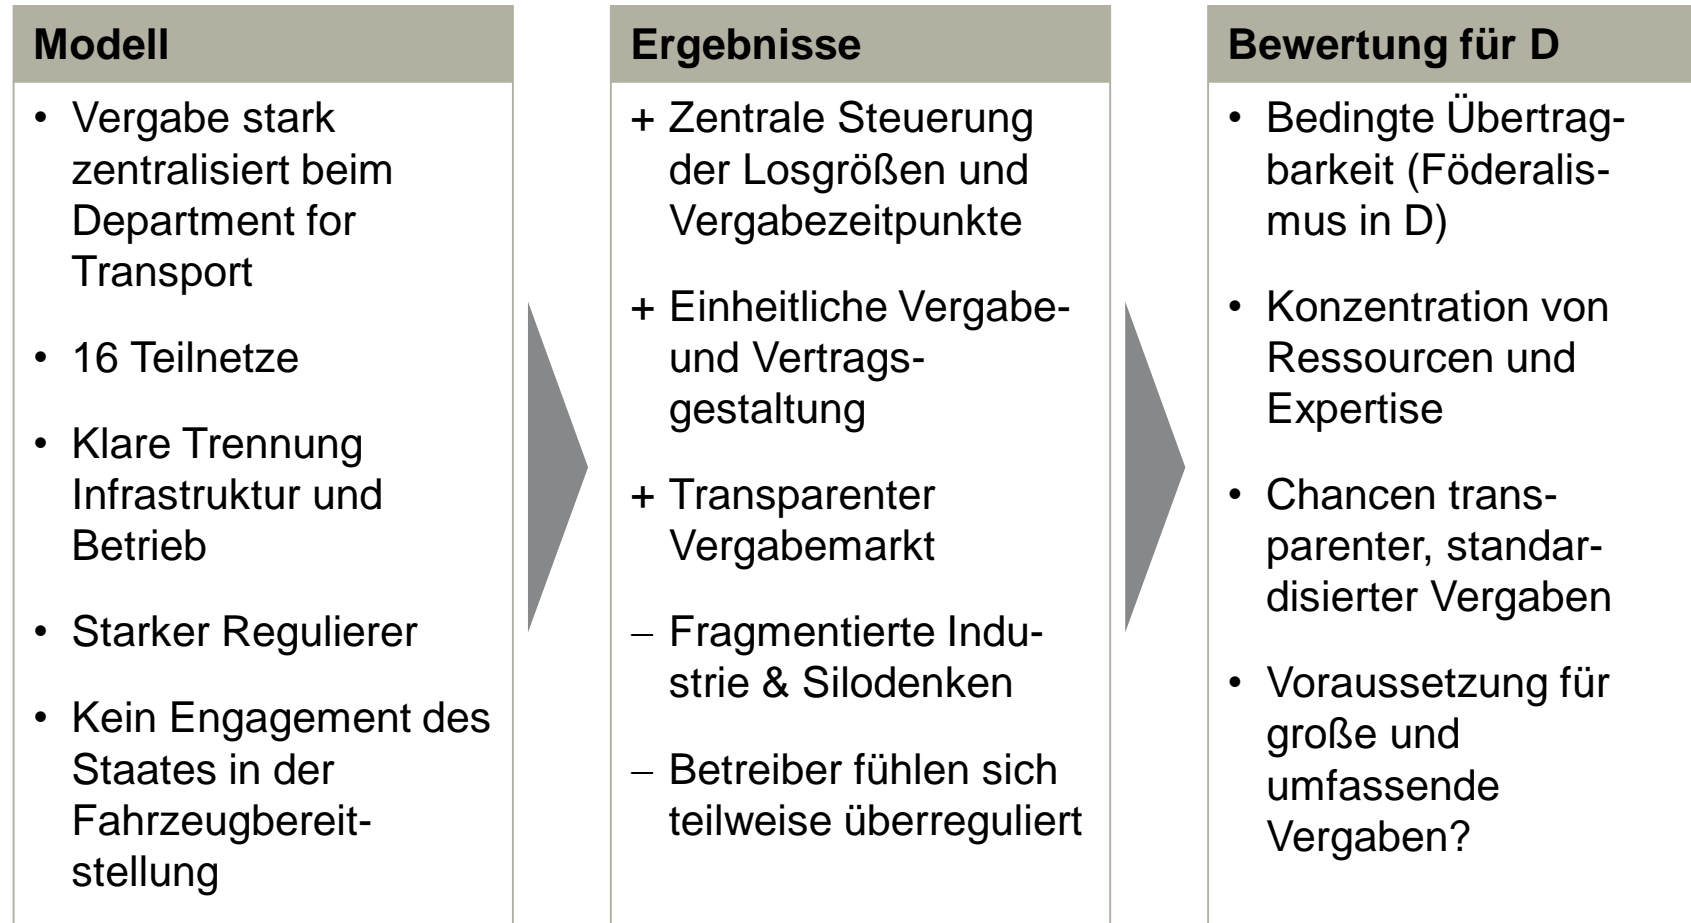 Modell
• Vergabe stark
zentralisiert beim
Department for
Transport
• 16 Teilnetze
• Klare Trennung
Infrastruktur und
Betrieb
• Starker Regulierer
• Kein Engagement des
Staates in der
Fahrzeugbereit-
stellung
Ergebnisse
+ Zentrale Steuerung
der Losgrößen und
Vergabezeitpunkte
+ Einheitliche Vergabe-
und Vertrags-
gestaltung
+ Transparenter
Vergabemarkt
– Fragmentierte Indu-
strie & Silodenken
– Betreiber fühlen sich
teilweise überreguliert
Bewertung für D
• Bedingte Übertrag-
barkeit (Föderalis-
mus in D)
• Konzentration von
Ressourcen und
Expertise
• Chancen trans-
parenter, standar-
disierter Vergaben
• Voraussetzung für
große und
umfassende
Vergaben?